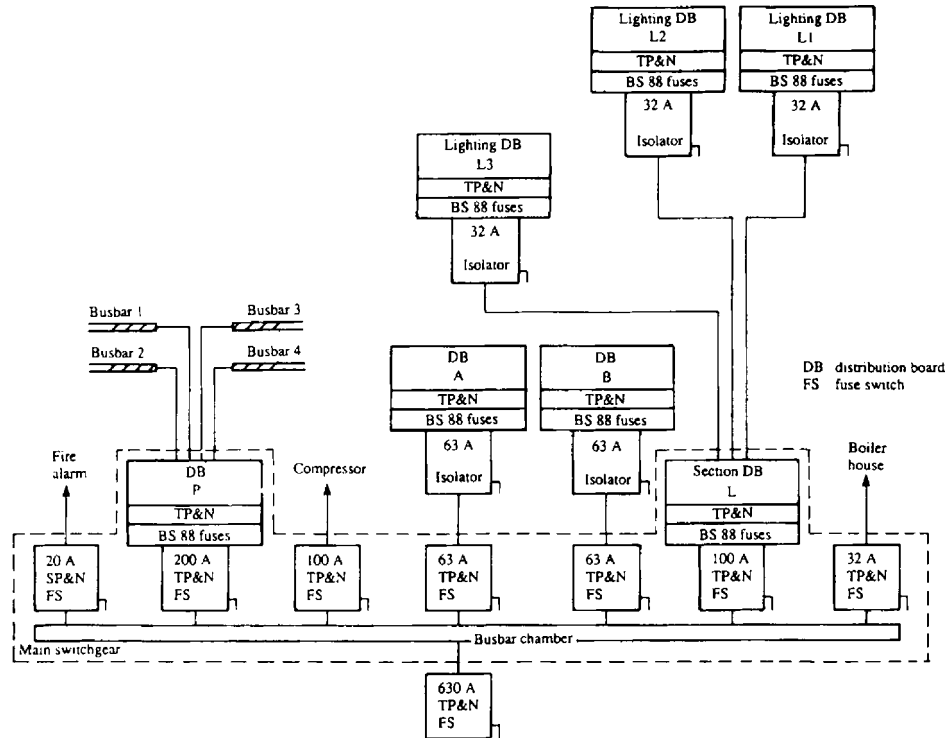 Lighting DB
L2
TP&N
BS 88 fuses
32 A
Isolator
Lighting DB
L1
TP&N
BS 88 fuses
32 A
Isolator
Lighting DB
L3
TP&N
BS 88 fuses
32 A
Isolator
Busbar 1
Busbar 3
Busbar 2
Busbar 4
DB
A
TP&N
BS 88 fuses
63 A
Isolator
DB
B
TP&N
BS 88 fuses
63 A
Isolator
DB distribution board
FS fuse switch
Fire
alarm
DB
P
TP&N
BS 88 fuses
Compressor
Section DB
L
TP&N
BS 88 fuses
Boiler
house
20 A
SP&N
FS
200 A
TP&N
FS
100 A
TP&N
FS
63 A
TP&N
FS
63 A
TP&N
FS
100 A
TP&N
FS
32 A
TP&N
FS
Busbar chamber
Main switchgear
630 A
TP&N
FS